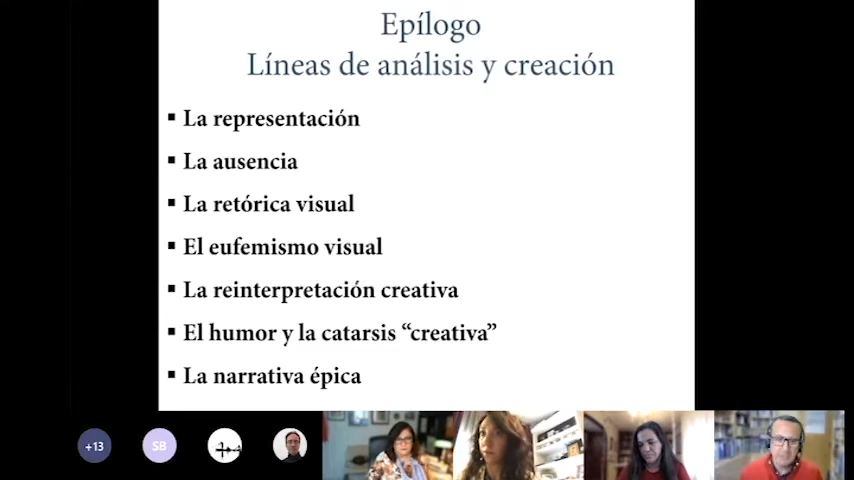 Epílogo
Líneas de análisis y creación
▪ La representación
▪ La ausencia
▪ La retórica visual
▪ El eufemismo visual
▪ La reinterpretación creativa
▪ El humor y la catarsis “creativa”
▪ La narrativa épica
+13
SB